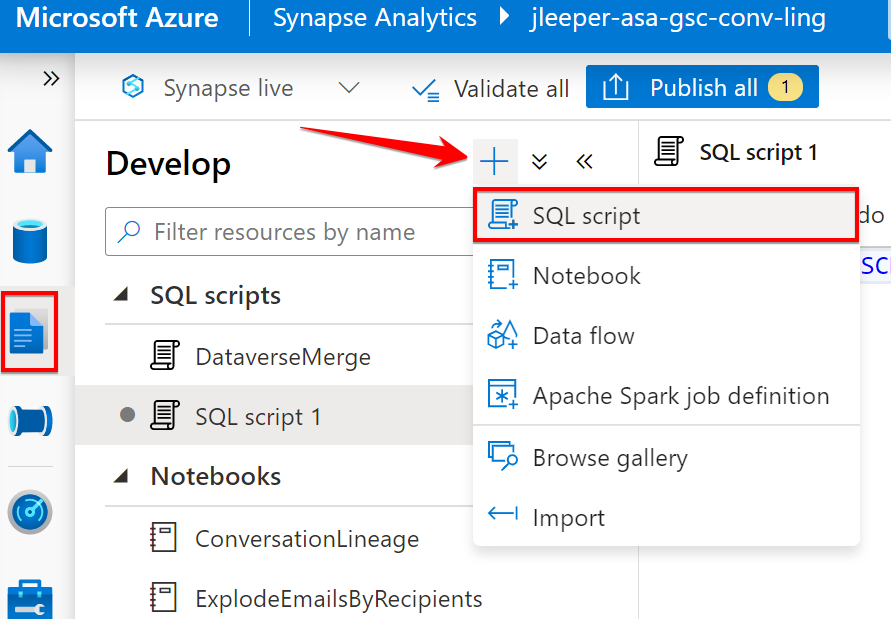 Microsoft Azure
Synapse Analytics
jleeper-asa-gsc-conv-ling
Synapse live
Validate all
Publish all 1
Develop
SQL script 1
Filter resources by name
SQL script
do
Notebook
SC
Data flow
Apache Spark job definition
Browse gallery
Import
SQL scripts
DataverseMerge
SQL script 1
Notebooks
ConversationLineage
ExplodeEmailsByRecipients